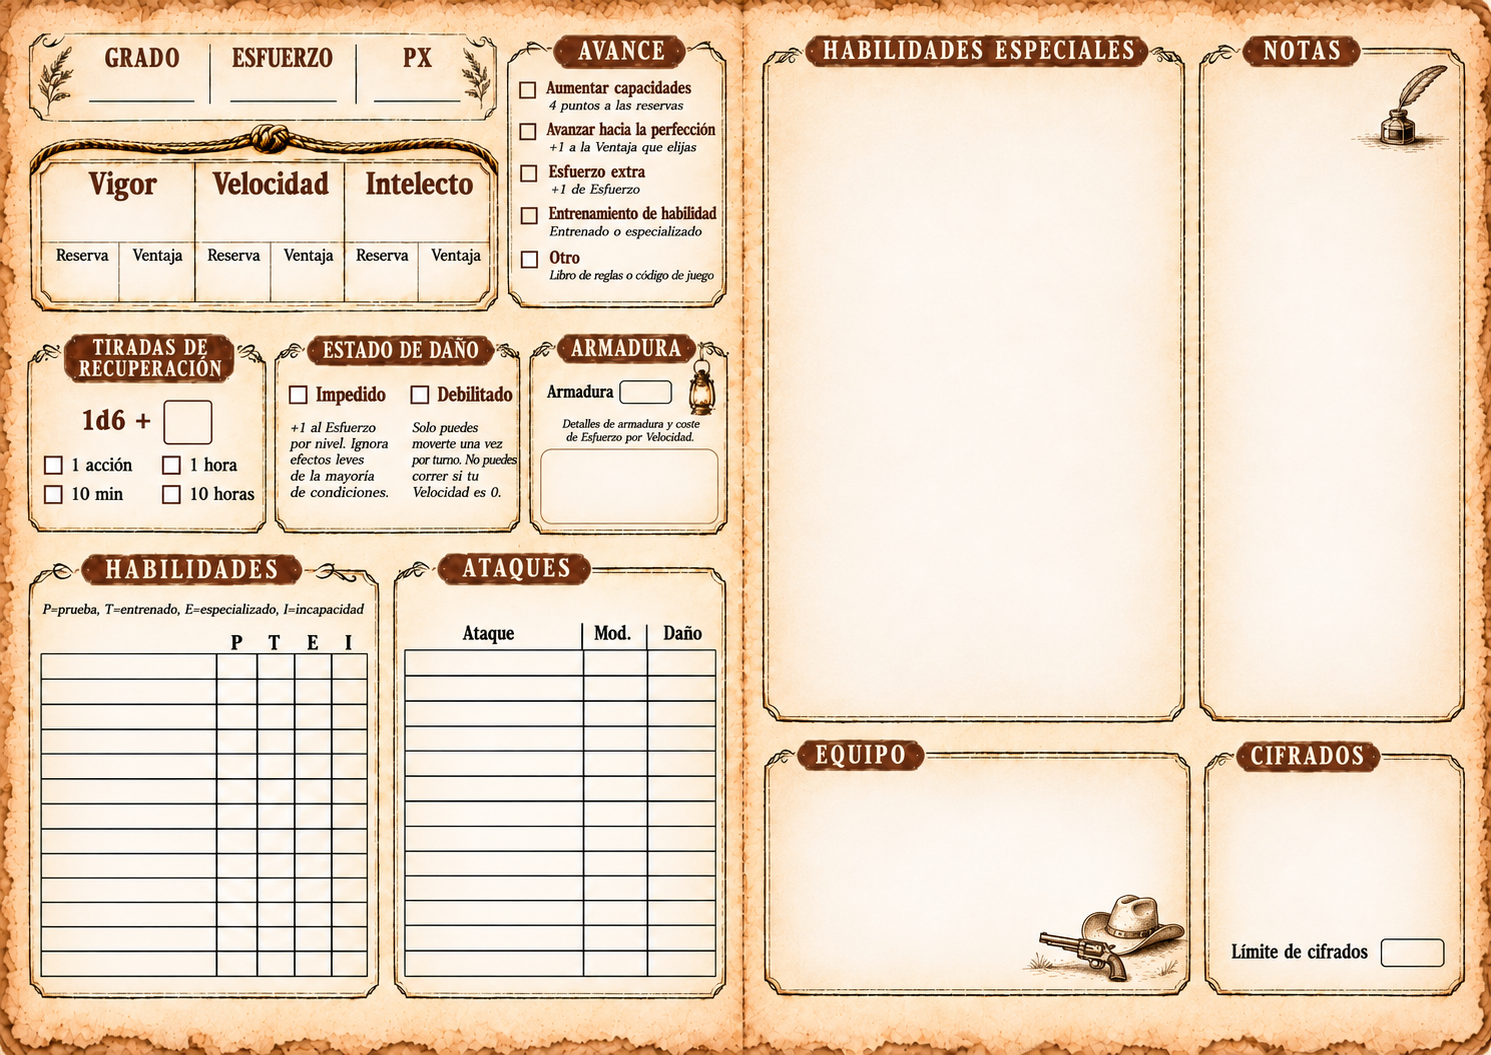 GRADO
ESFUERZO
PX
AVANCE
Aumentar capacidades
4 puntos a las reservas
Avanzar hacia la perfección
+1 a la Ventaja que elijas
Esfuerzo extra
+1 de Esfuerzo
Entrenamiento de habilidad
Entrenado o especializado
Otro
Libro de reglas o código de juego
Vigor
Velocidad
Intelecto
Reserva
Ventaja
Reserva
Ventaja
Reserva
Ventaja
TIRADAS DE
RECUPERACIÓN
1d6 +
1 acción
1 hora
10 min
10 horas
ESTADO DE DAÑO
Impedido
+1 al Esfuerzo
por nivel. Ignora
efectos leves
de la mayoría
de condiciones.
Debilitado
Solo puedes
moverte una vez
por turno. No puedes
correr si tu
Velocidad es 0.
ARMADURA
Armadura
Detalles de armadura y coste
de Esfuerzo por Velocidad.
HABILIDADES
P=prueba, T=entrenado, E=especializado, I=incapacidad
P T E I
ATAQUES
Ataque
Mod.
Daño
HABILIDADES ESPECIALES
NOTAS
EQUIPO
CIFRADOS
Límite de cifrados